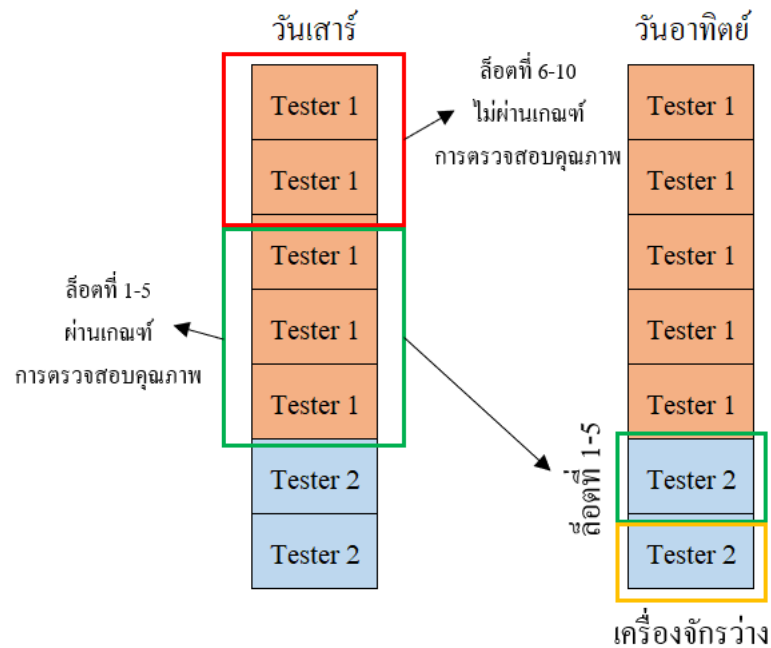 วันเสาร์
วันอาทิตย์
Tester 1
Tester 1
Tester 1
Tester 1
Tester 1
Tester 2
Tester 2
ล็อตที่ 6-10
ไม่ผ่านเกณฑ์
การตรวจสอบคุณภาพ
ล็อตที่ 1-5
ผ่านเกณฑ์
การตรวจสอบคุณภาพ
ล็อตที่ 1-5
Tester 1
Tester 1
Tester 1
Tester 1
Tester 1
Tester 2
Tester 2
เครื่องจักรว่าง